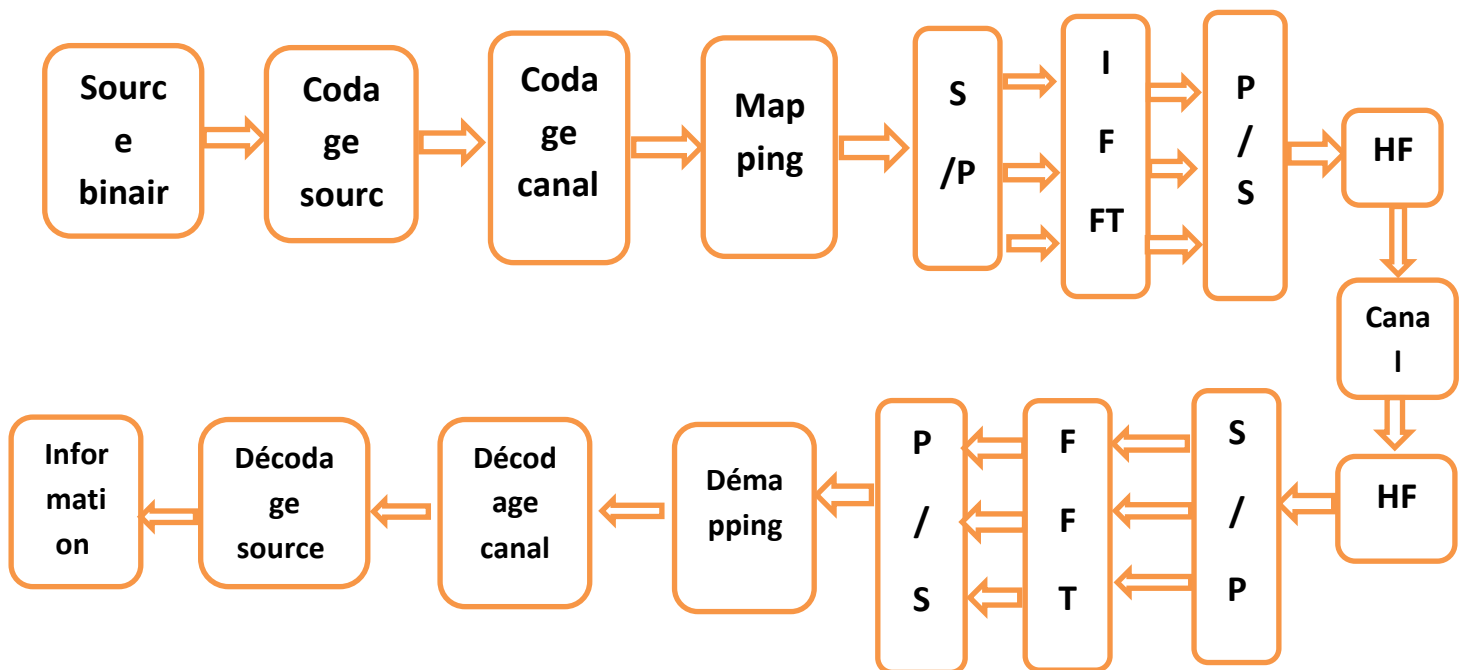 Sourc
e
binair
Coda
ge
sourc
Coda
ge
canal
Map
ping
S
/P
I
F
FT
P
/
S
HF
Cana
l
HF
S
/
P
F
F
T
P
/
S
Déma
pping
Décod
age
canal
Décoda
ge
source
Infor
mati
on